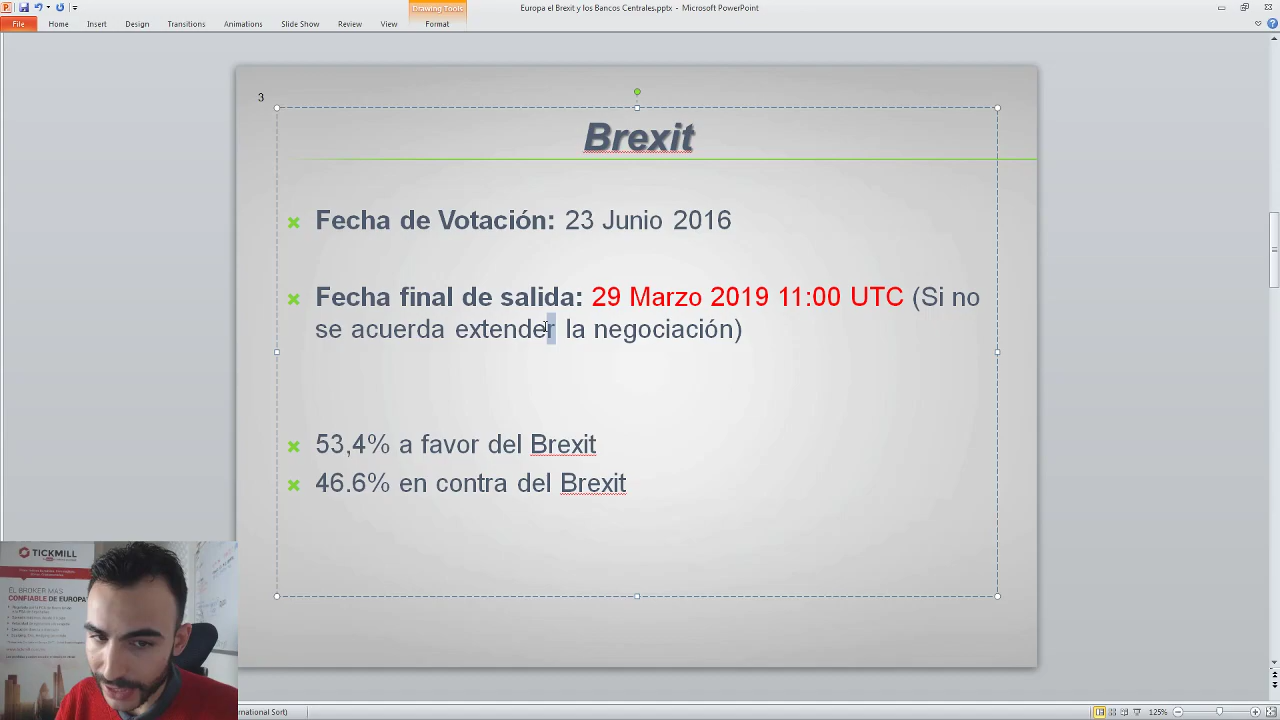 Drawing Tools
Europa el Brexit y los Bancos Centrales.pptx - Microsoft PowerPoint
File Home Insert Design Transitions Animations Slide Show Review View Format
3
Brexit
Fecha de Votación: 23 Junio 2016
Fecha final de salida: 29 Marzo 2019 11:00 UTC (Si no
se acuerda extender la negociación)
53,4% a favor del Brexit
46.6% en contra del Brexit
TICKMILL
EL BROKER MÁS
CONFIABLE DE EUROPA
ernational Sort)
125%